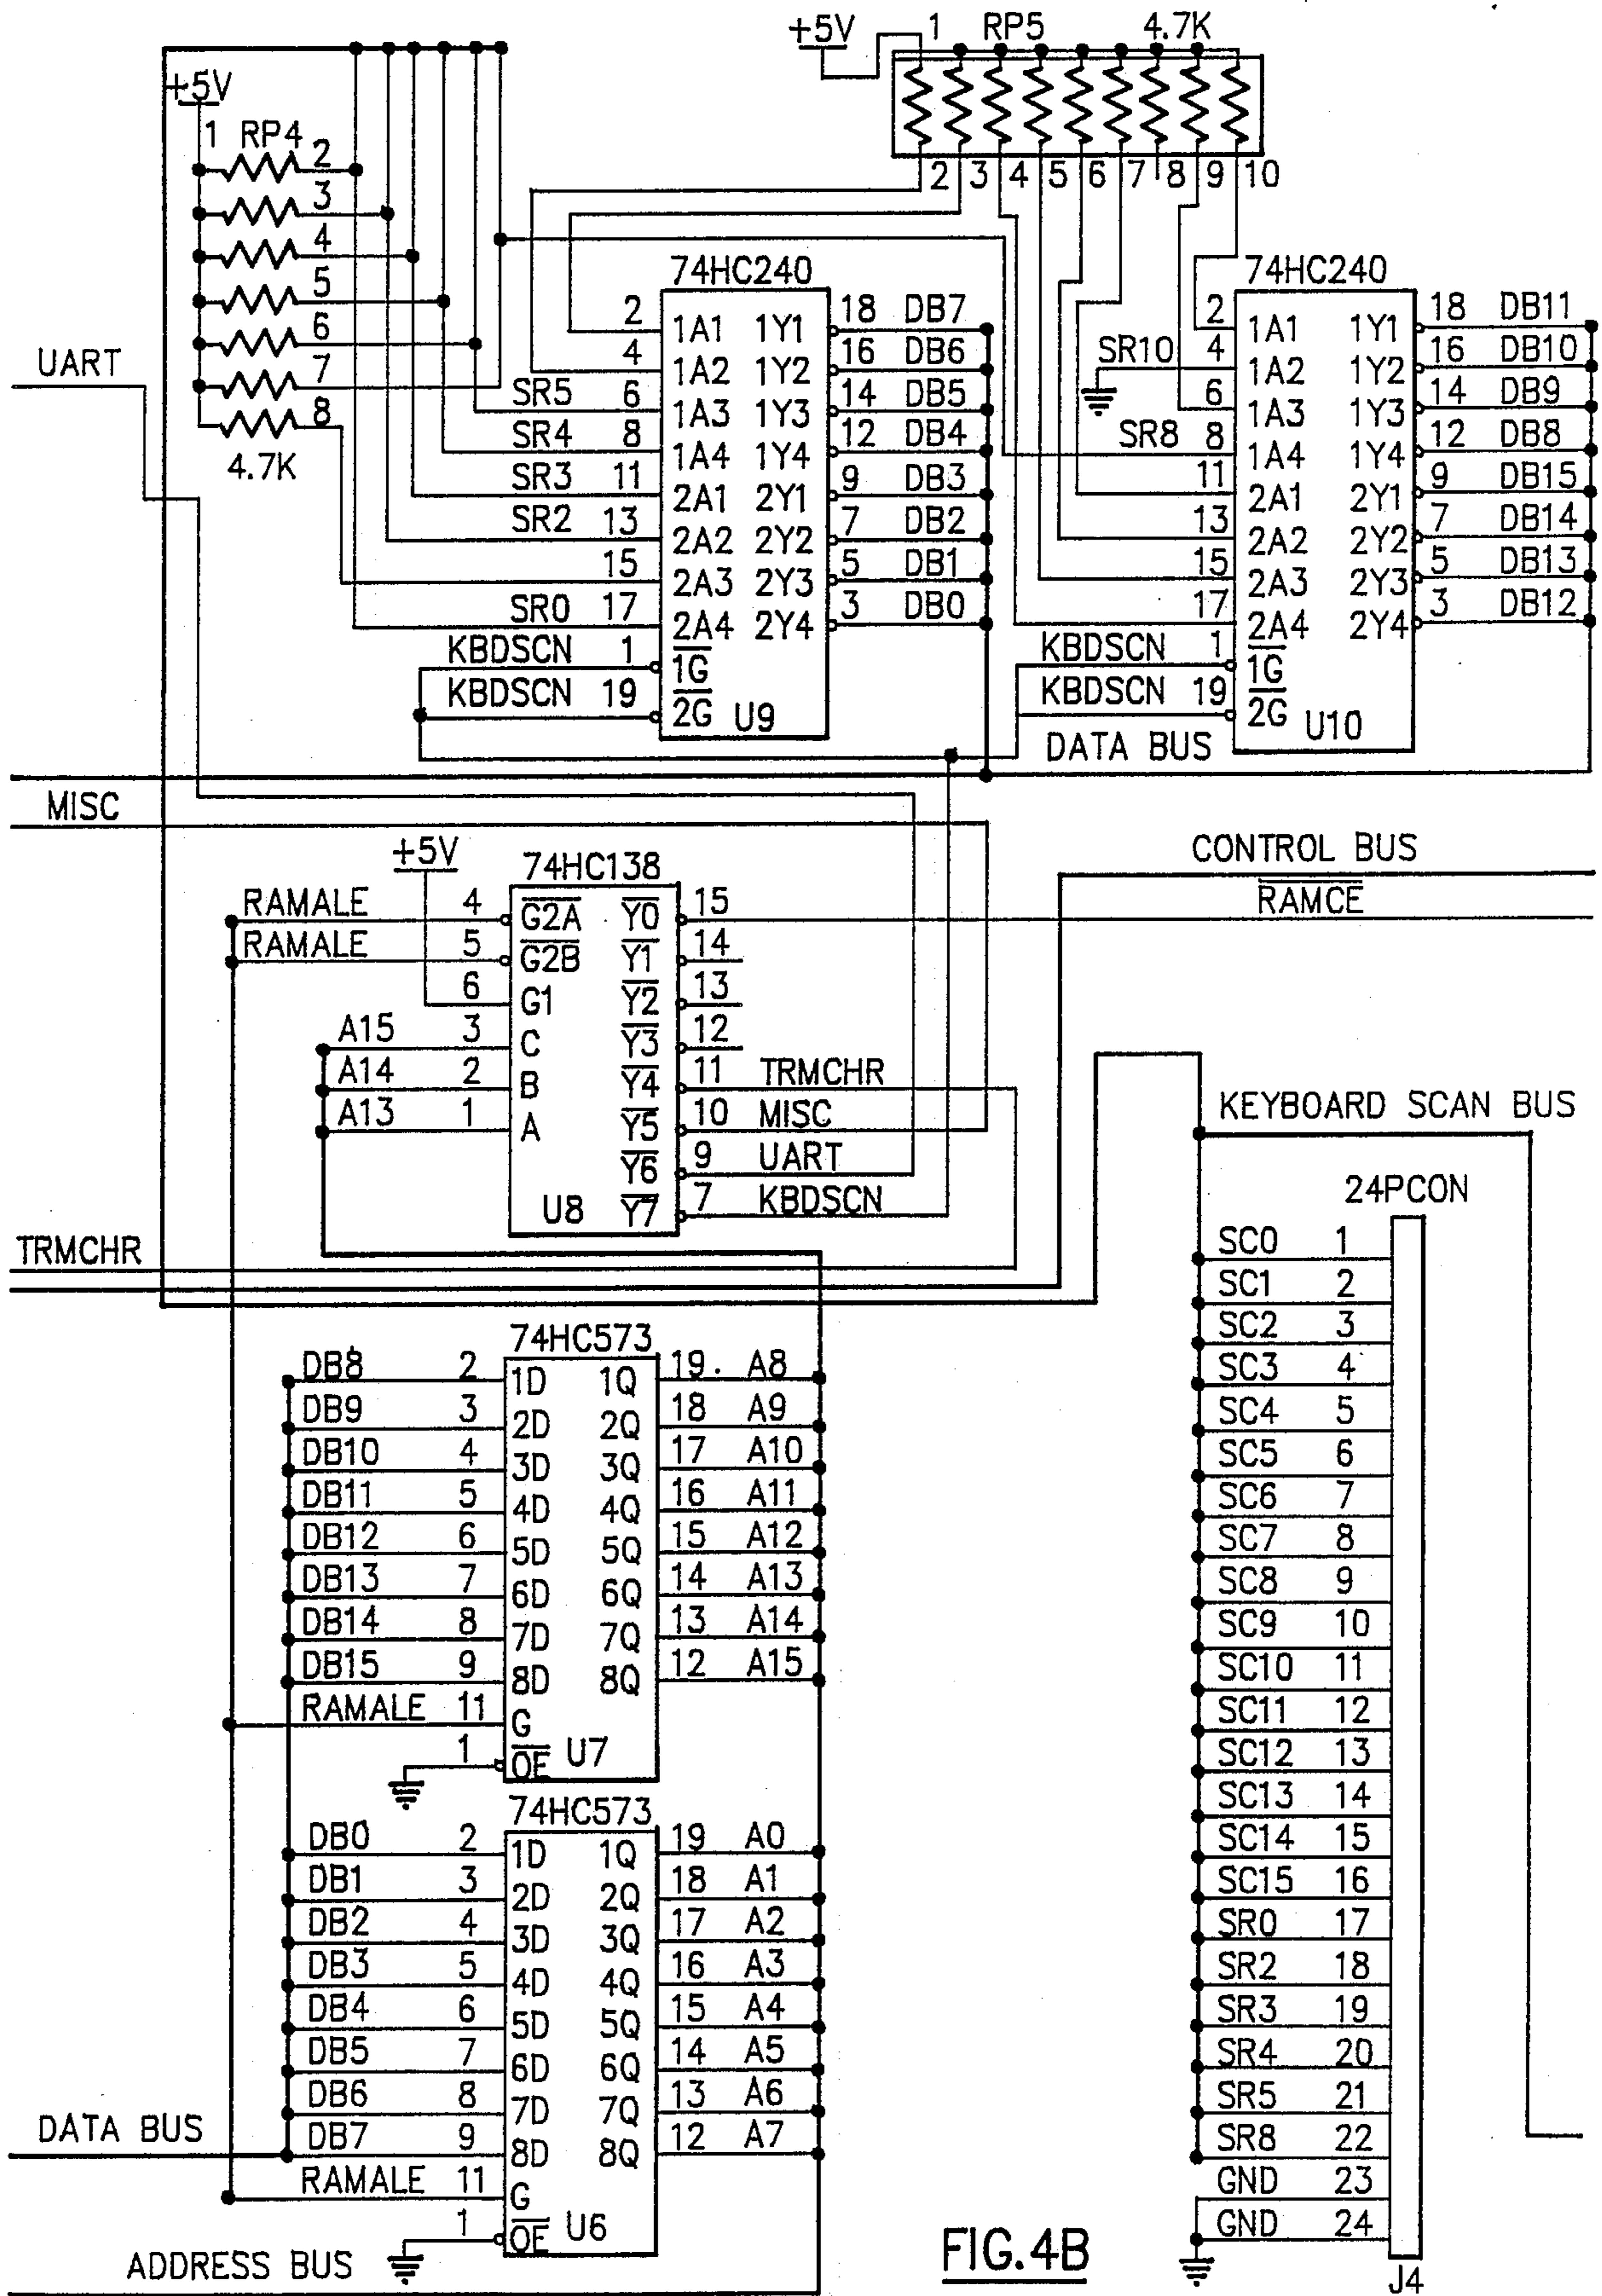 +5V 1 RP5 4.7K
2 3 4 5 6 7 8 9 10
+5V
1 RP4 2
3
4
5
6
7
8
4.7K
UART
74HC240
2 1A1 1Y1 18 DB7
4 1A2 1Y2 16 DB6
SR5 6 1A3 1Y3 14 DB5
SR4 8 1A4 1Y4 12 DB4
SR3 11 2A1 2Y1 9 DB3
SR2 13 2A2 2Y2 7 DB2
15 2A3 2Y3 5 DB1
SR0 17 2A4 2Y4 3 DB0
KBDSCN 1 1G
KBDSCN 19 2G U9
74HC240
2 1A1 1Y1 18 DB11
SR10 4 1A2 1Y2 16 DB10
6 1A3 1Y3 14 DB9
SR8 8 1A4 1Y4 12 DB8
11 2A1 2Y1 9 DB15
13 2A2 2Y2 7 DB14
15 2A3 2Y3 5 DB13
17 2A4 2Y4 3 DB12
KBDSCN 1 1G
KBDSCN 19 2G U10
DATA BUS
MISC
+5V 74HC138
RAMALE 4 G2A Y0 15
RAMALE 5 G2B Y1 14
6 G1 Y2 13
A15 3 C Y3 12
A14 2 B Y4 11 TRMCHR
A13 1 A Y5 10 MISC
Y6 9 UART
U8 Y7 7 KBDSCN
CONTROL BUS
RAMCE
TRMCHR
KEYBOARD SCAN BUS
74HC573
DB8 2 1D 1Q 19 A8
DB9 3 2D 2Q 18 A9
DB10 4 3D 3Q 17 A10
DB11 5 4D 4Q 16 A11
DB12 6 5D 5Q 15 A12
DB13 7 6D 6Q 14 A13
DB14 8 7D 7Q 13 A14
DB15 9 8D 8Q 12 A15
RAMALE 11 G
1 OE U7
74HC573
DB0 2 1D 1Q 19 A0
DB1 3 2D 2Q 18 A1
DB2 4 3D 3Q 17 A2
DB3 5 4D 4Q 16 A3
DB4 6 5D 5Q 15 A4
DB5 7 6D 6Q 14 A5
DB6 8 7D 7Q 13 A6
DB7 9 8D 8Q 12 A7
RAMALE 11 G
1 OE U6
DATA BUS
ADDRESS BUS
24PCON
SC0 1
SC1 2
SC2 3
SC3 4
SC4 5
SC5 6
SC6 7
SC7 8
SC8 9
SC9 10
SC10 11
SC11 12
SC12 13
SC13 14
SC14 15
SC15 16
SR0 17
SR2 18
SR3 19
SR4 20
SR5 21
SR8 22
GND 23
GND 24
J4
FIG.4B